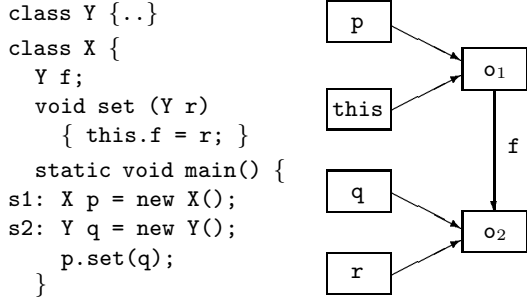 class Y {..}
class X {
Y f;
void set (Y r)
{ this.f = r; }
static void main() {
s1: X p = new X();
s2: Y q = new Y();
p.set(q);
}
p
o₁
this
f
q
o₂
r